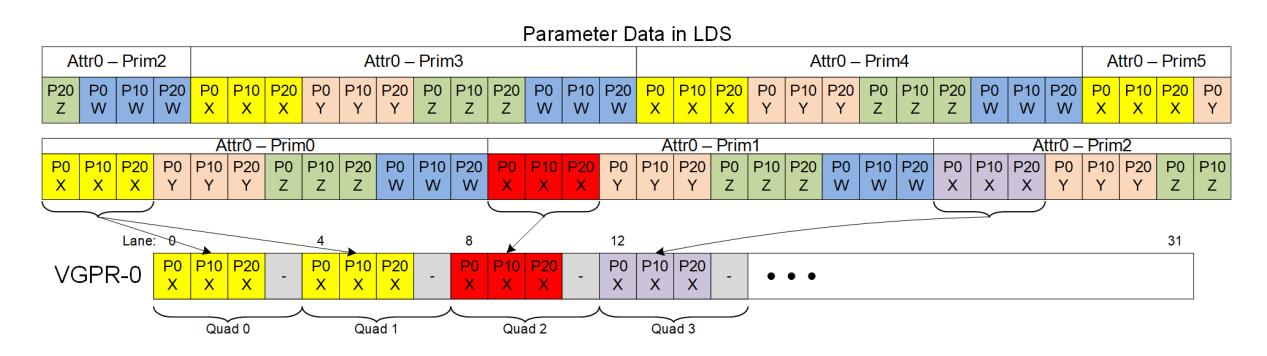 Parameter Data in LDS
Attr0 – Prim2 Attr0 – Prim3 Attr0 – Prim4 Attr0 – Prim5
P20 P0 P10 P20 P0 P10 P20 P0 P10 P20 P0 P10 P20 P0 P10 P20 P0 P10 P20 P0 P10 P20 P0 P10 P20 P0 P10 P20 P0 P10 P20 P0
Z W W W X X X Y Y Y Z Z Z W W W X X X Y Y Y Z Z Z W W W X X X Y
Attr0 – Prim0 Attr0 – Prim1 Attr0 – Prim2
P0 P10 P20 P0 P10 P20 P0 P10 P20 P0 P10 P20 P0 P10 P20 P0 P10 P20 P0 P10 P20 P0 P10 P20 P0 P10 P20 P0 P10 P20 P0 P10
X X X Y Y Y Z Z Z W W W X X X Y Y Y Z Z Z W W W X X X Y Y Y Z Z
Lane: 0 4 8 12 31
VGPR-0
P0 P10 P20 - P0 P10 P20 - P0 P10 P20 - P0 P10 P20 -
X X X X X X X X X X X X
Quad 0 Quad 1 Quad 2 Quad 3